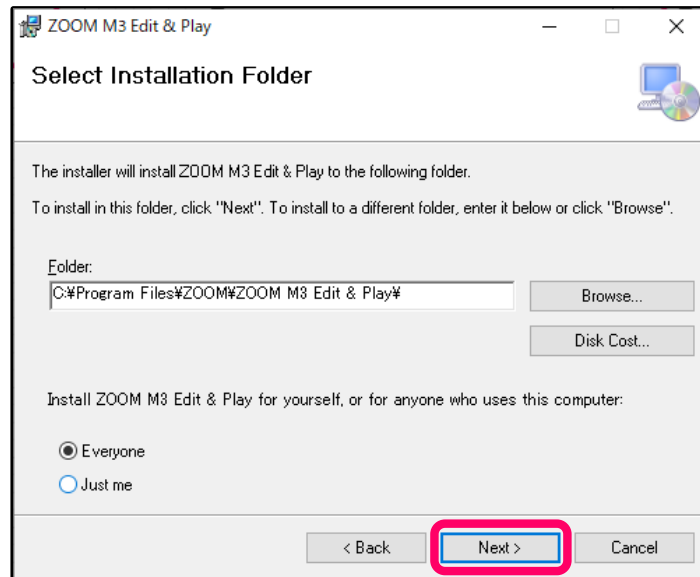 ZOOM M3 Edit & Play
Select Installation Folder
The installer will install ZOOM M3 Edit & Play to the following folder.
To install in this folder, click "Next". To install to a different folder, enter it below or click "Browse".
Folder:
C:¥Program Files¥ZOOM¥ZOOM M3 Edit & Play¥
Browse...
Disk Cost...
Install ZOOM M3 Edit & Play for yourself, or for anyone who uses this computer:
Everyone
Just me
< Back
Next >
Cancel